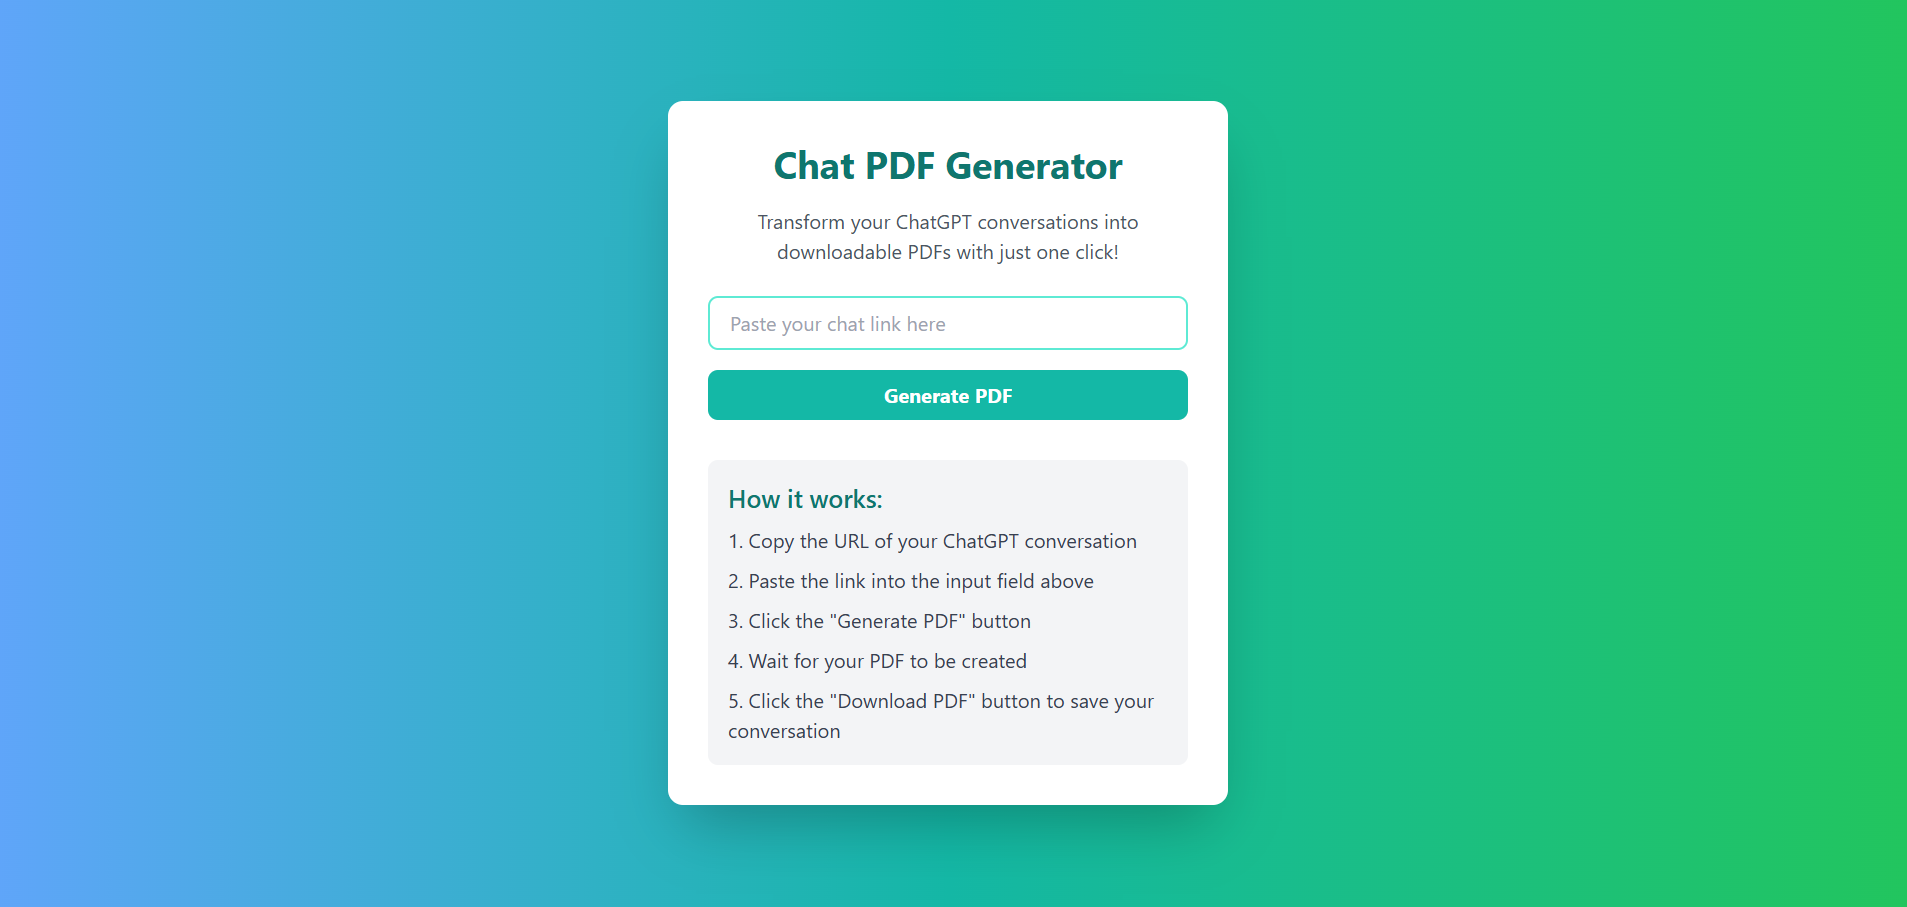 Chat PDF Generator
Transform your ChatGPT conversations into
downloadable PDFs with just one click!
Paste your chat link here
Generate PDF
How it works:
1. Copy the URL of your ChatGPT conversation
2. Paste the link into the input field above
3. Click the "Generate PDF" button
4. Wait for your PDF to be created
5. Click the "Download PDF" button to save your
conversation